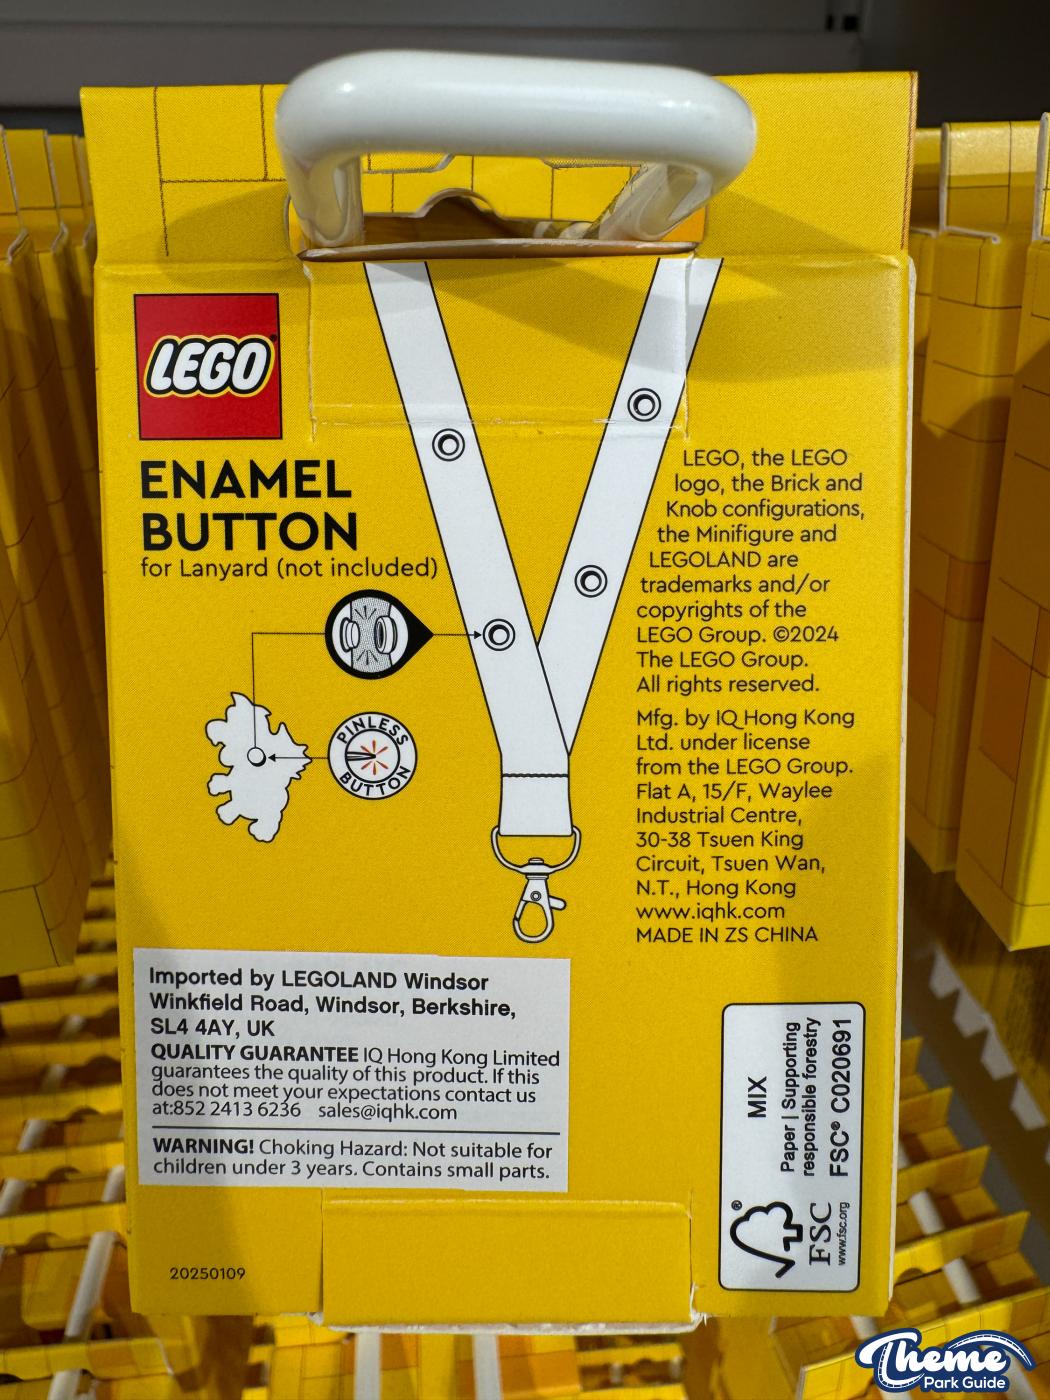 LEGO
ENAMEL
BUTTON
for Lanyard (not included)
PINLESS
BUTTON
LEGO, the LEGO
logo, the Brick and
Knob configurations,
the Minifigure and
LEGOLAND are
trademarks and/or
copyrights of the
LEGO Group. ©2024
The LEGO Group.
All rights reserved.
Mfg. by IQ Hong Kong
Ltd. under license
from the LEGO Group.
Flat A, 15/F, Waylee
Industrial Centre,
30-38 Tsuen King
Circuit, Tsuen Wan,
N.T., Hong Kong
www.iqhk.com
MADE IN ZS CHINA
Imported by LEGOLAND Windsor
Winkfield Road, Windsor, Berkshire,
SL4 4AY, UK
QUALITY GUARANTEE IQ Hong Kong Limited
guarantees the quality of this product. If this
does not meet your expectations contact us
at:852 2413 6236 sales@iqhk.com
WARNING! Choking Hazard: Not suitable for
children under 3 years. Contains small parts.
20250109
MIX
Paper | Supporting
responsible forestry
FSC® C020691
®
FSC
www.fsc.org
Theme
Park Guide